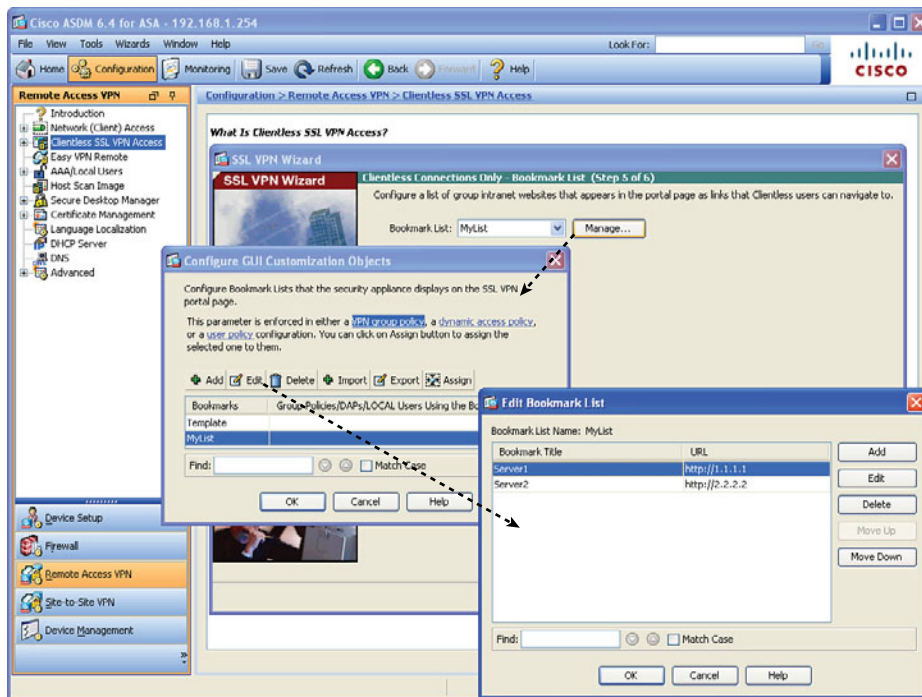 Cisco ASDM 6.4 for ASA - 192.168.1.254
File View Tools Wizards Window Help
Look For:
Go
Home Configuration Monitoring Save Refresh Back Forward Help
CISCO
Remote Access VPN
Introduction
Network (Client) Access
Clientless SSL VPN Access
Easy VPN Remote
AAA/Local Users
Host Scan Image
Secure Desktop Manager
Certificate Management
Language Localization
DHCP Server
DNS
Advanced
Device Setup
Firewall
Remote Access VPN
Site-to-Site VPN
Device Management
Configuration > Remote Access VPN > Clientless SSL VPN Access
What Is Clientless SSL VPN Access?
SSL VPN Wizard
SSL VPN Wizard
Clientless Connections Only - Bookmark List (Step 5 of 6)
Configure a list of group intranet websites that appears in the portal page as links that Clientless users can navigate to.
Bookmark List: MyList Manage...
Configure GUI Customization Objects
Configure Bookmark Lists that the security appliance displays on the SSL VPN
portal page.
This parameter is enforced in either a VPN group policy, a dynamic access policy,
or a user policy configuration. You can click on Assign button to assign the
selected one to them.
Add Edit Delete Import Export Assign
Bookmarks Group Policies/DAPs/LOCAL Users Using the Bo
Template
MyList
Find: Match Case
OK Cancel Help
Edit Bookmark List
Bookmark List Name: MyList
Bookmark Title URL
Server1 http://1.1.1.1
Server2 http://2.2.2.2
Add
Edit
Delete
Move Up
Move Down
Find: Match Case
OK Cancel Help